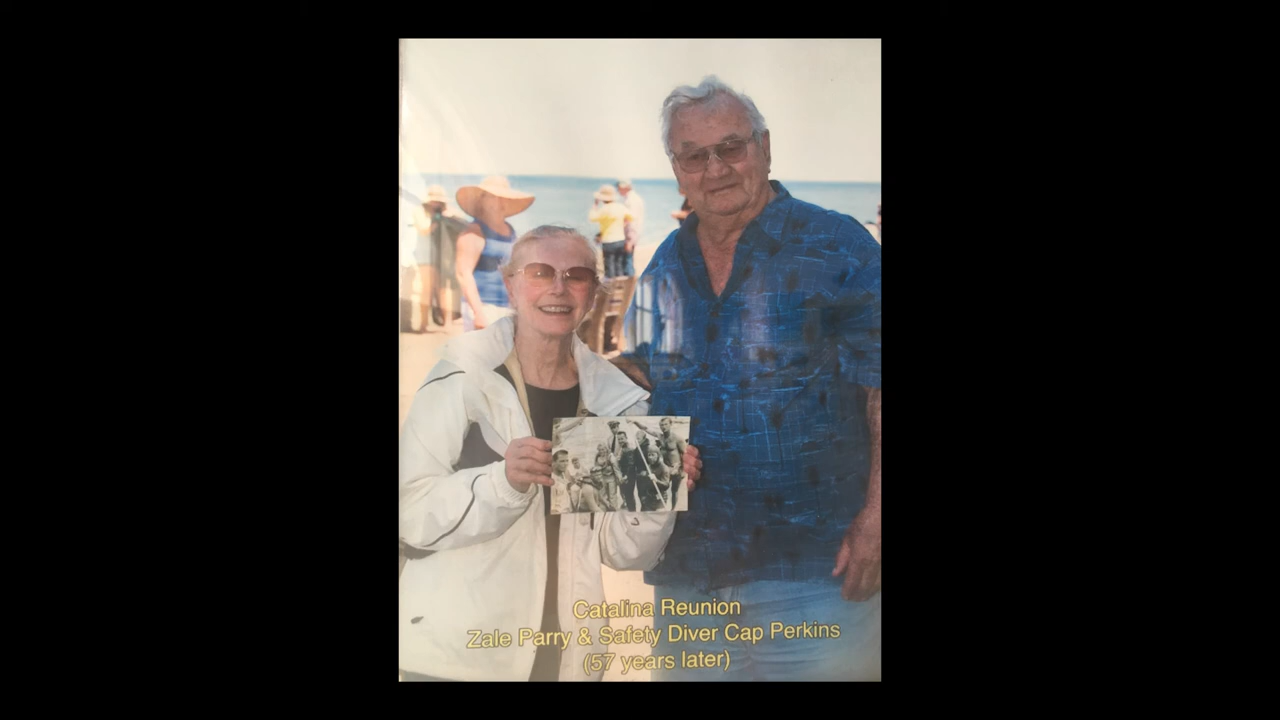 Catalina Reunion
Zale Parry & Safety Diver Cap Perkins
(57 years later)